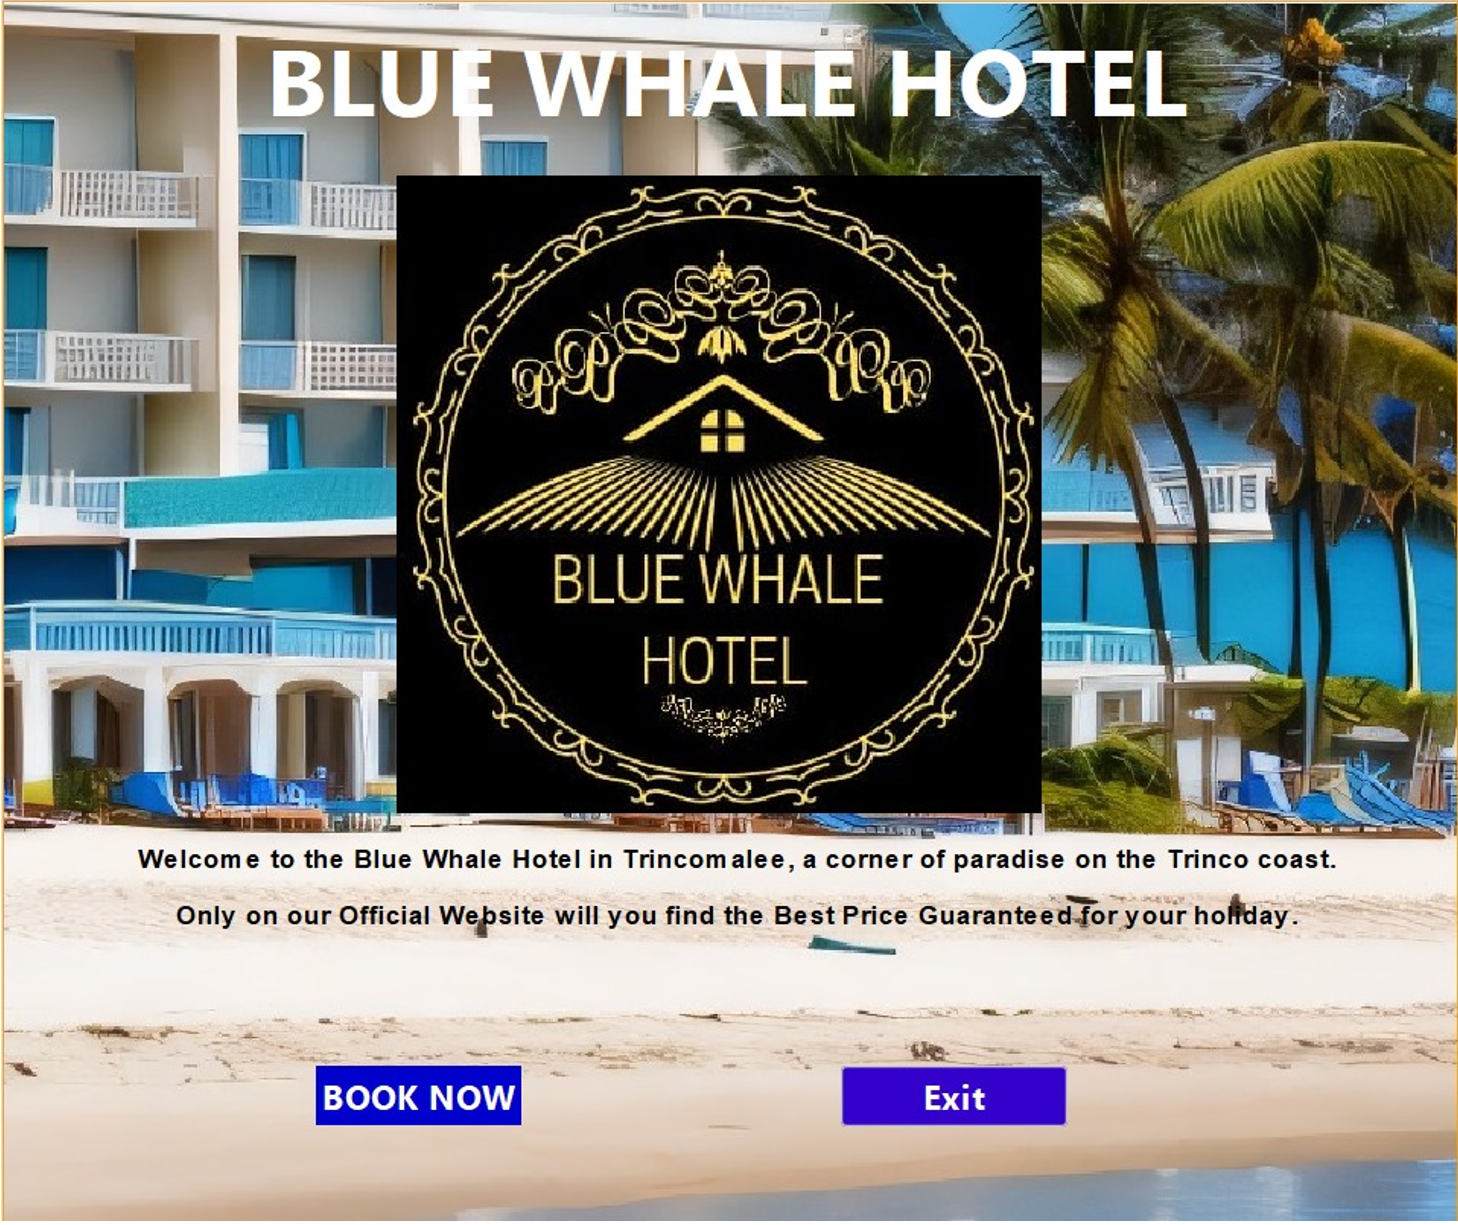 BLUE WHALE HOTEL
BLUE WHALE
HOTEL
Welcome to the Blue Whale Hotel in Trincomalee, a corner of paradise on the Trinco coast.
Only on our Official Website will you find the Best Price Guaranteed for your holiday.
BOOK NOW
Exit